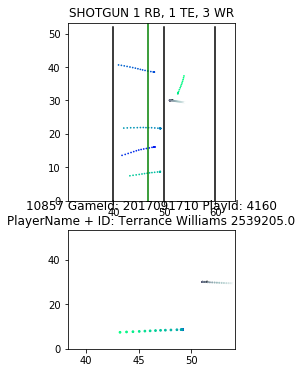 SHOTGUN 1 RB, 1 TE, 3 WR
50
40
30
20
10
0
40 50 60
10857 GameId: 2017091710 PlayId: 4160
PlayerName + ID: Terrance Williams 2539205.0
40
20
0
40 45 50